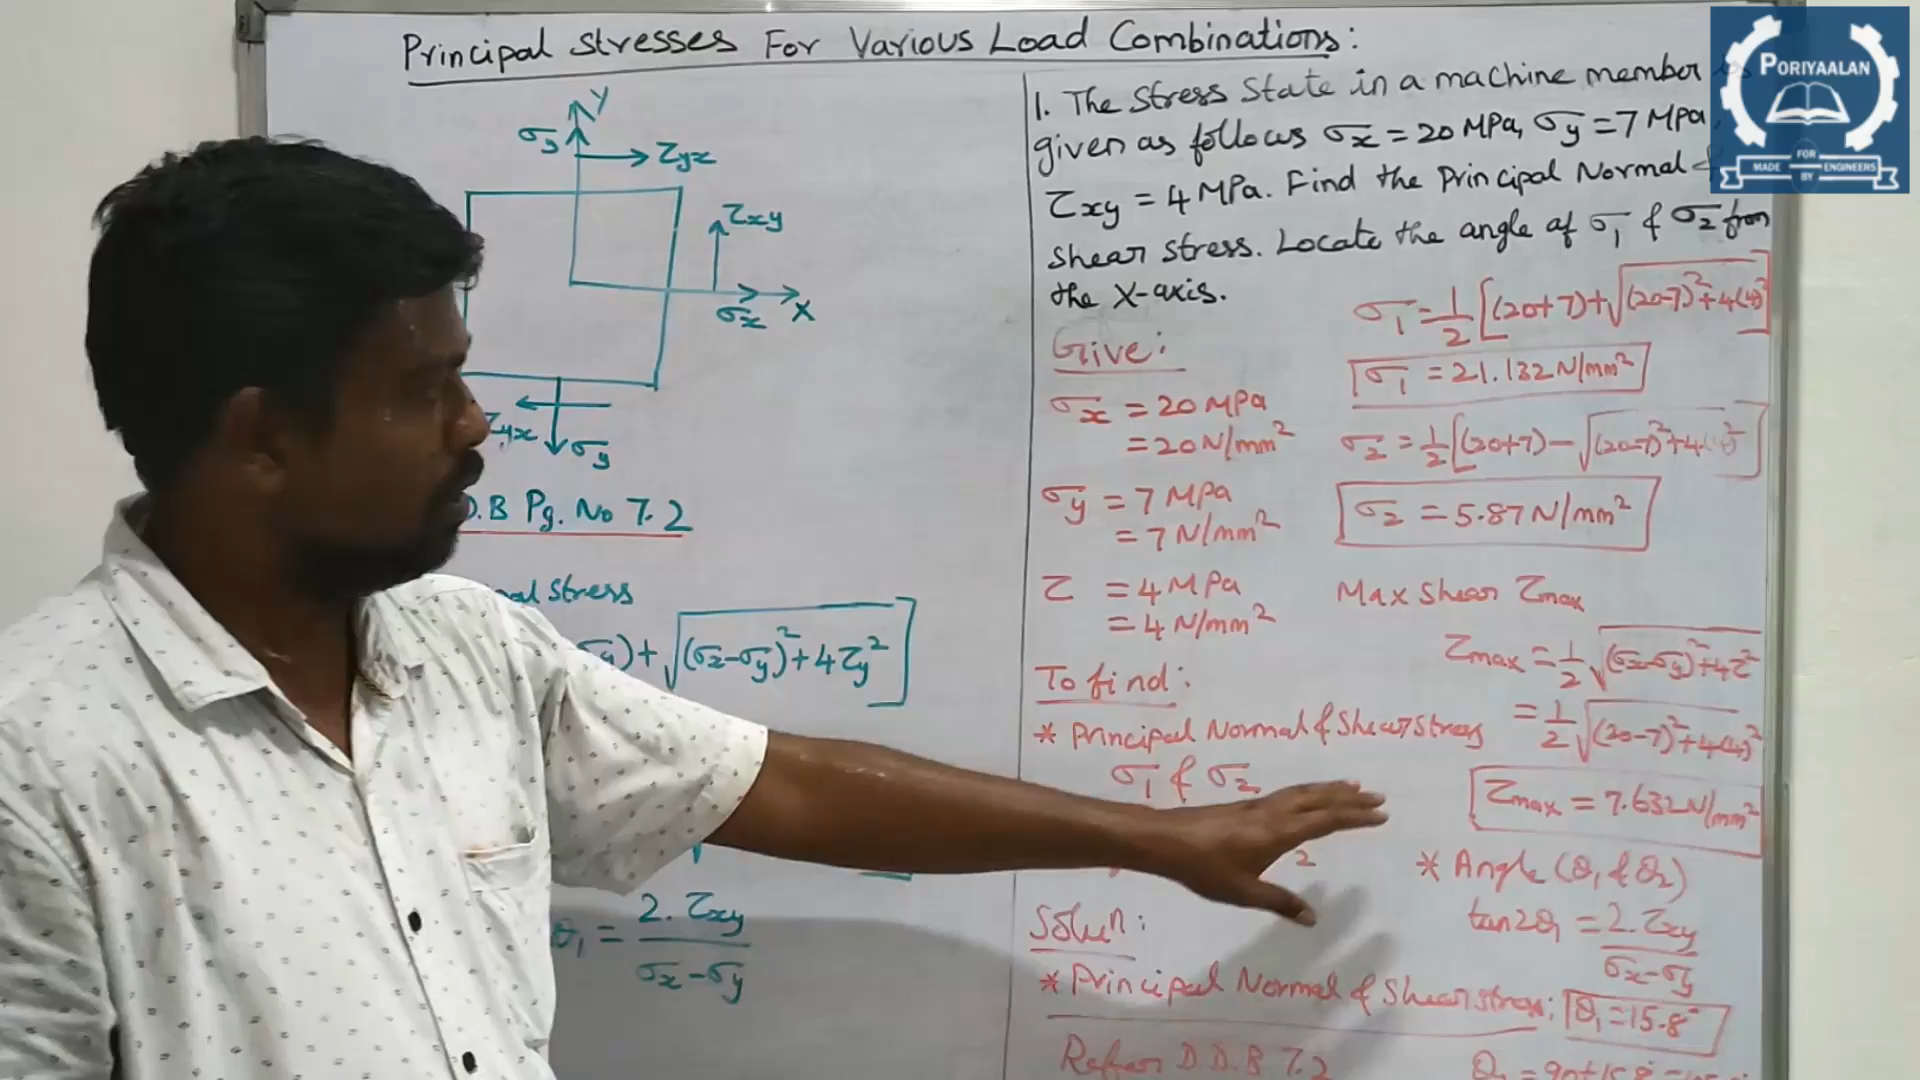 Principal Stresses For Various Load Combinations:
Y
σy
τyx
τxy
σx X
τyx
σy
D.B Pg. No 7.2
Stress
σy) + √(σx-σy)² + 4τy² ]
θ1 = 2. τxy / σx-σy
1. The Stress State in a machine member
given as follows σx = 20 MPa, σy = 7 MPa,
τxy = 4 MPa. Find the Principal Normal &
Shear Stress. Locate the angle of σ1 & σ2 from
the X-axis.
Give:
σx = 20 MPa
= 20 N/mm²
σy = 7 MPa
= 7 N/mm²
τ = 4 MPa
= 4 N/mm²
To find:
* Principal Normal & Shear Stress
σ1 & σ2
2
Solun:
* Principal Normal & Shear stress:
Refer D.D.B 7.2
σ1 = 1/2 [(20+7) + √(20-7)² + 4(4)² ]
σ1 = 21.132 N/mm²
σ2 = 1/2 [(20+7) - √(20-7)² + 4(4)² ]
σ2 = 5.87 N/mm²
Max Shear τmax
τmax = 1/2 √(σx-σy)² + 4τ²
= 1/2 √(20-7)² + 4(4)²
τmax = 7.632 N/mm²
* Angle (θ1 & θ2)
tan2θ1 = 2. τxy / σx-σy
θ1 = 15.8°
PORIYAALAN
MADE FOR BY ENGINEERS